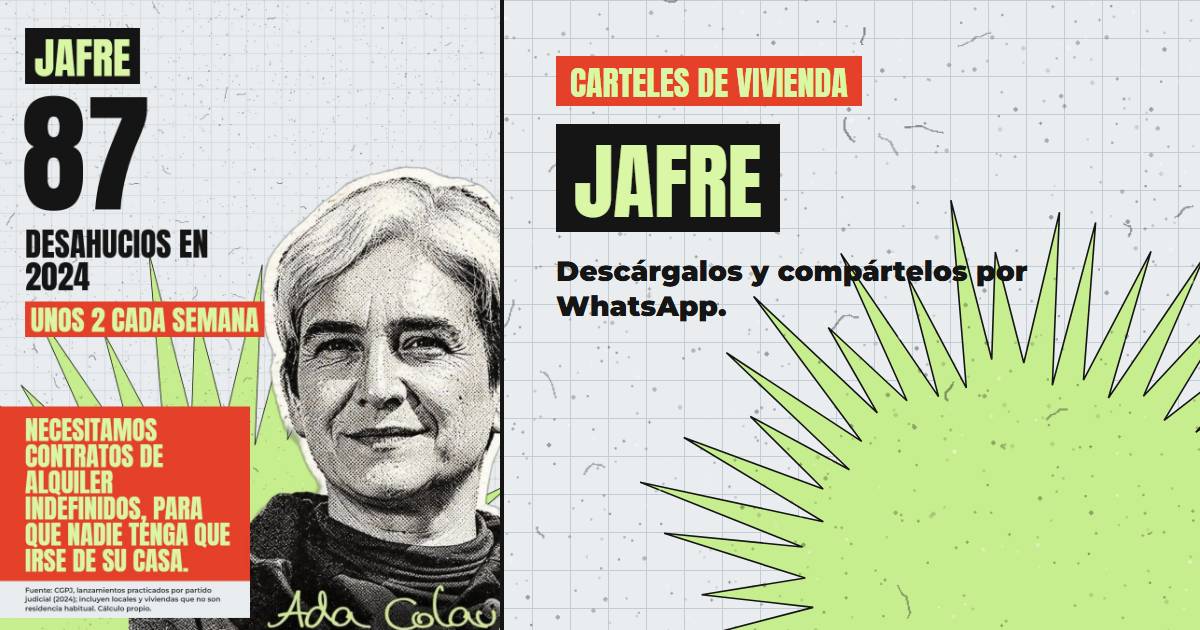 JAFRE
87
DESAHUCIOS EN
2024
UNOS 2 CADA SEMANA
NECESITAMOS
CONTRATOS DE
ALQUILER
INDEFINIDOS, PARA
QUE NADIE TENGA QUE
IRSE DE SU CASA.
Fuente: CGPJ, lanzamientos practicados por partido
judicial (2024); incluyen locales y viviendas que no son
residencia habitual. Cálculo propio.
Ada Colau
CARTELES DE VIVIENDA
JAFRE
Descárgalos y compártelos por
WhatsApp.